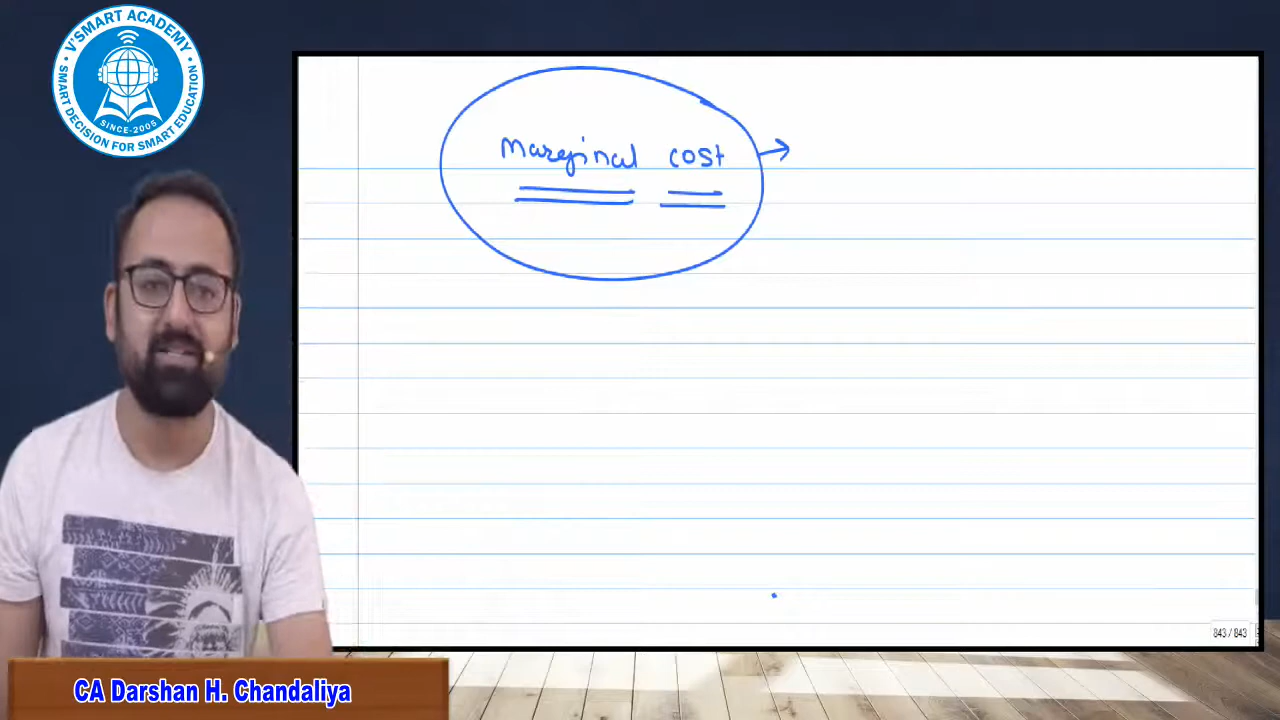 V'SMART ACADEMY
SINCE-2005
SMART DECISION FOR SMART EDUCATION
Marginal cost
843 / 843
CA Darshan H. Chandaliya